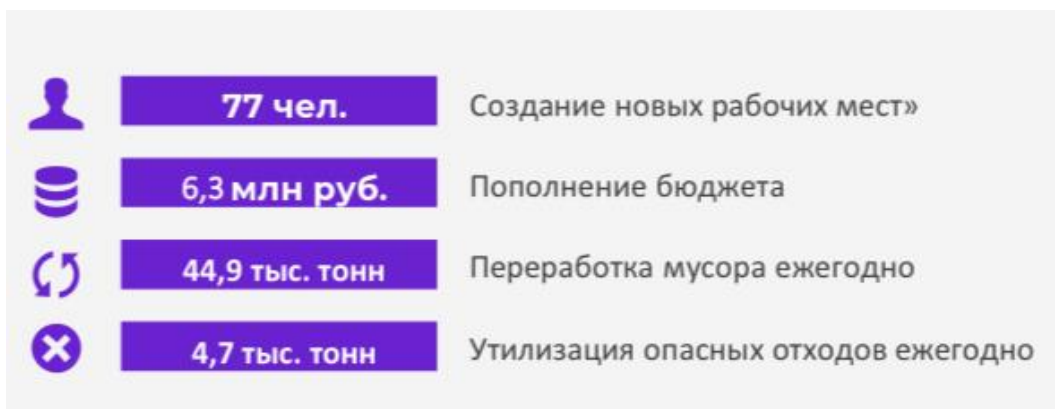 77 чел. Создание новых рабочих мест»
6,3 млн руб. Пополнение бюджета
44,9 тыс. тонн Переработка мусора ежегодно
4,7 тыс. тонн Утилизация опасных отходов ежегодно